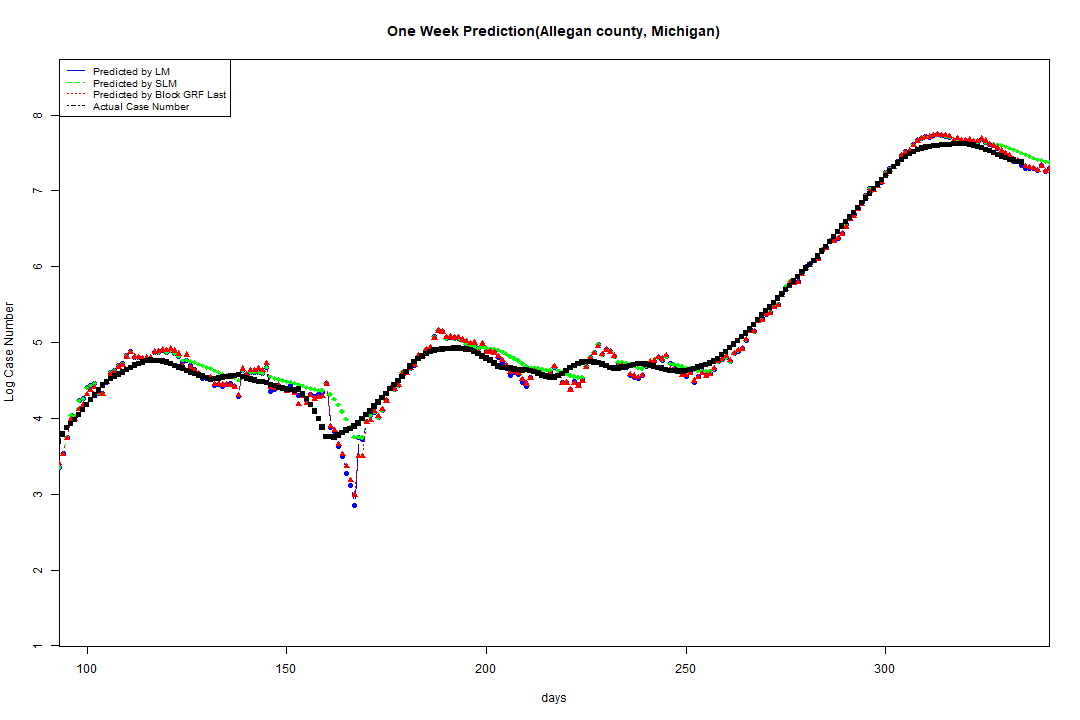 One Week Prediction(Allegan county, Michigan)
Predicted by LM
Predicted by SLM
Predicted by Block GRF Last
Actual Case Number
Log Case Number
8
7
6
5
4
3
2
1
100 150 200 250 300
days